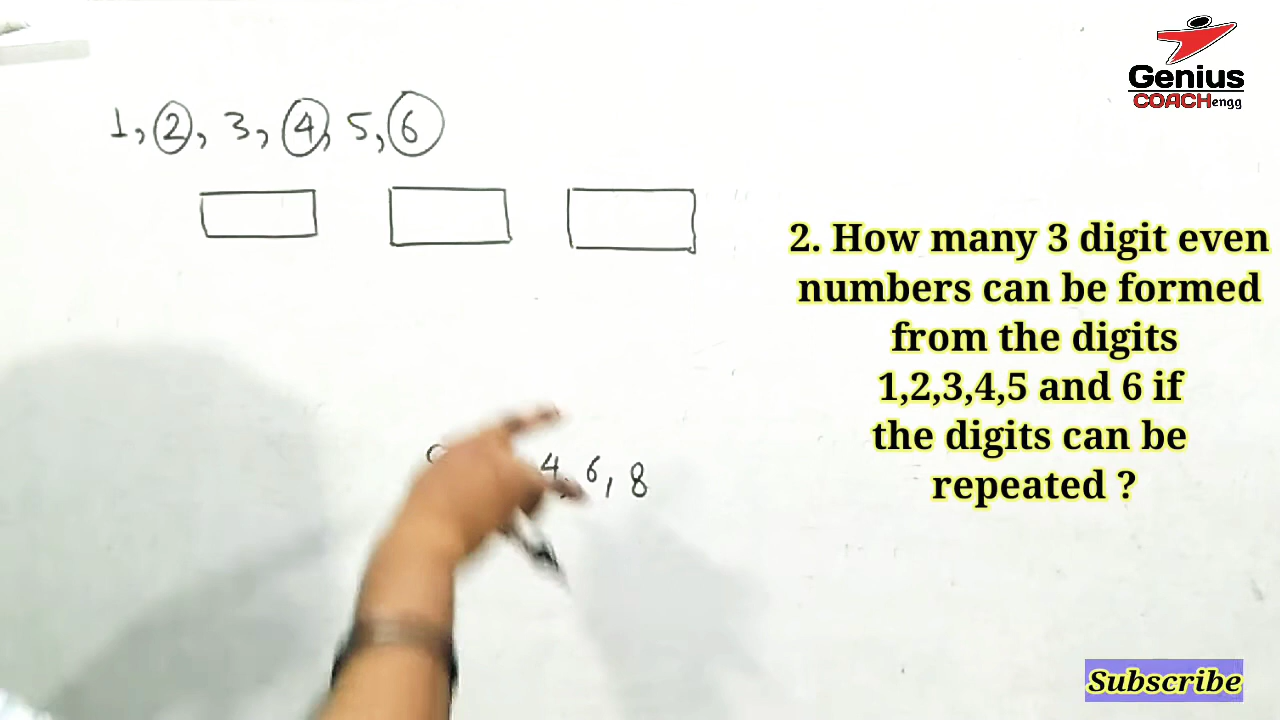 Genius
COACHengg
1, 2, 3, 4, 5, 6
4, 6, 8
2. How many 3 digit even
numbers can be formed
from the digits
1,2,3,4,5 and 6 if
the digits can be
repeated ?
Subscribe